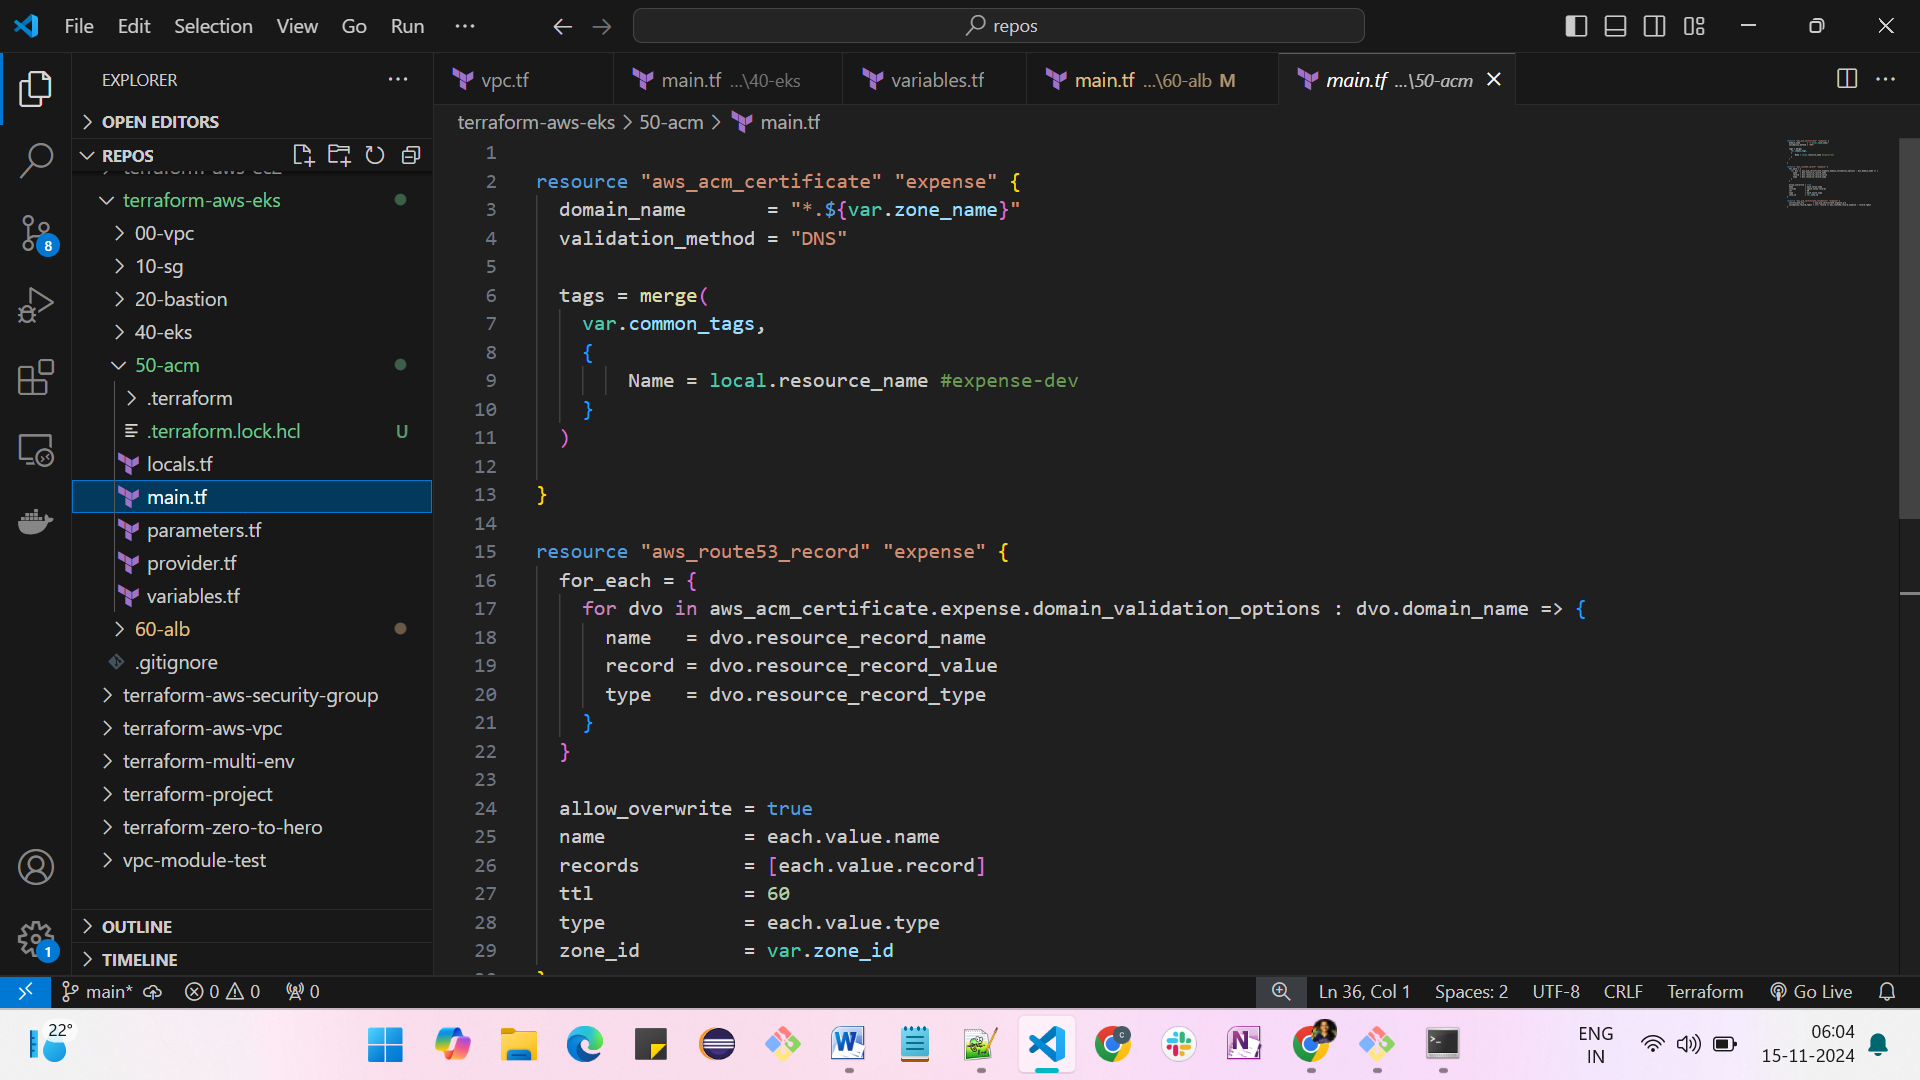 File Edit Selection View Go Run ···
repos
EXPLORER ···
OPEN EDITORS
REPOS
terraform-aws-ec2
terraform-aws-eks
00-vpc
10-sg
20-bastion
40-eks
50-acm
.terraform
.terraform.lock.hcl U
locals.tf
main.tf
parameters.tf
provider.tf
variables.tf
60-alb
.gitignore
terraform-aws-security-group
terraform-aws-vpc
terraform-multi-env
terraform-project
terraform-zero-to-hero
vpc-module-test
OUTLINE
TIMELINE
8
1
vpc.tf main.tf ...\40-eks variables.tf main.tf ...\60-alb M main.tf ...\50-acm
terraform-aws-eks > 50-acm > main.tf
1
2 resource "aws_acm_certificate" "expense" {
3 domain_name = "*.${var.zone_name}"
4 validation_method = "DNS"
5
6 tags = merge(
7 var.common_tags,
8 {
9 Name = local.resource_name #expense-dev
10 }
11 )
12
13 }
14
15 resource "aws_route53_record" "expense" {
16 for_each = {
17 for dvo in aws_acm_certificate.expense.domain_validation_options : dvo.domain_name => {
18 name = dvo.resource_record_name
19 record = dvo.resource_record_value
20 type = dvo.resource_record_type
21 }
22 }
23
24 allow_overwrite = true
25 name = each.value.name
26 records = [each.value.record]
27 ttl = 60
28 type = each.value.type
29 zone_id = var.zone_id
main* 0 0 0 Ln 36, Col 1 Spaces: 2 UTF-8 CRLF Terraform Go Live
22°
ENG
IN
06:04
15-11-2024